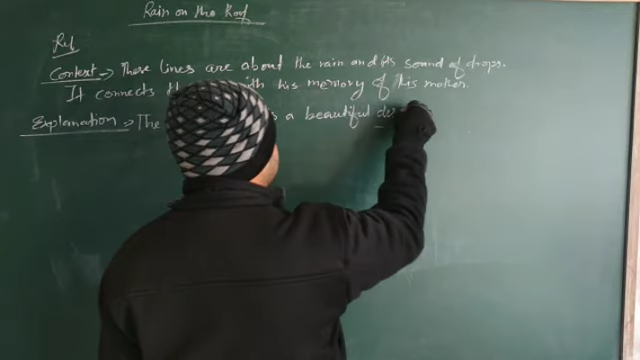 Rain on the Roof
Ref
Context → These lines are about the rain and its sound of drops.
It connects the with his memory of his mother.
Explanation → The a beautiful